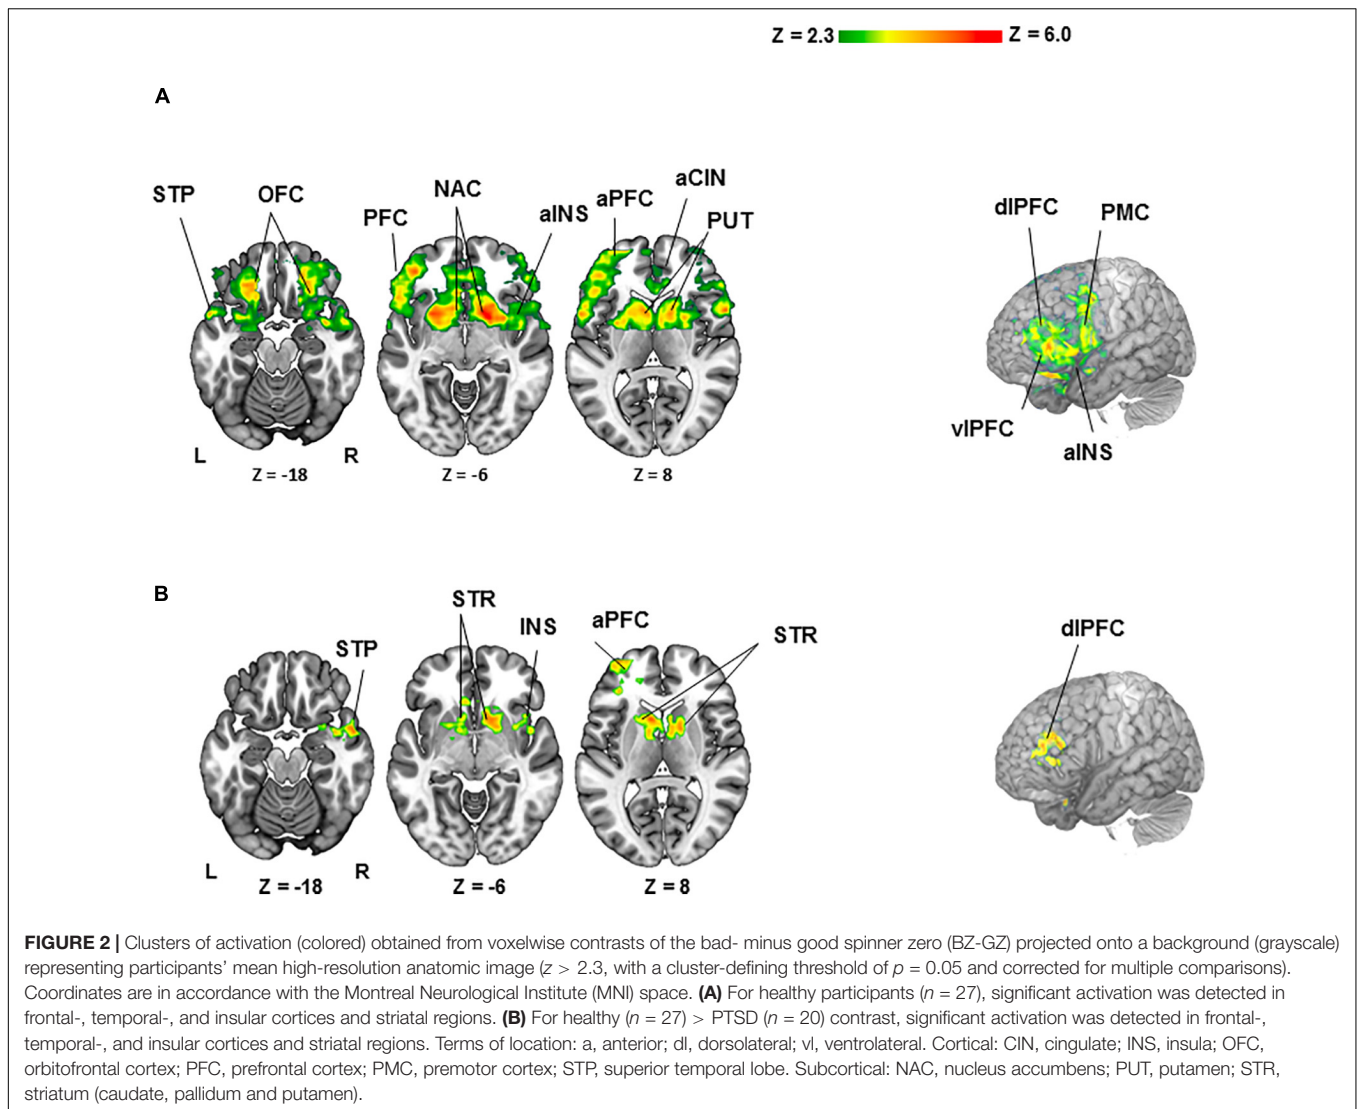 Z = 2.3 Z = 6.0
A
STP OFC PFC NAC aINS aPFC aCIN PUT dlPFC PMC
vlPFC aINS
L R
Z = -18 Z = -6 Z = 8
B
STP STR INS aPFC STR dlPFC
L R
Z = -18 Z = -6 Z = 8
FIGURE 2 | Clusters of activation (colored) obtained from voxelwise contrasts of the bad- minus good spinner zero (BZ-GZ) projected onto a background (grayscale)
representing participants’ mean high-resolution anatomic image (z > 2.3, with a cluster-defining threshold of p = 0.05 and corrected for multiple comparisons).
Coordinates are in accordance with the Montreal Neurological Institute (MNI) space. (A) For healthy participants (n = 27), significant activation was detected in
frontal-, temporal-, and insular cortices and striatal regions. (B) For healthy (n = 27) > PTSD (n = 20) contrast, significant activation was detected in frontal-,
temporal-, and insular cortices and striatal regions. Terms of location: a, anterior; dl, dorsolateral; vl, ventrolateral. Cortical: CIN, cingulate; INS, insula; OFC,
orbitofrontal cortex; PFC, prefrontal cortex; PMC, premotor cortex; STP, superior temporal lobe. Subcortical: NAC, nucleus accumbens; PUT, putamen; STR,
striatum (caudate, pallidum and putamen).